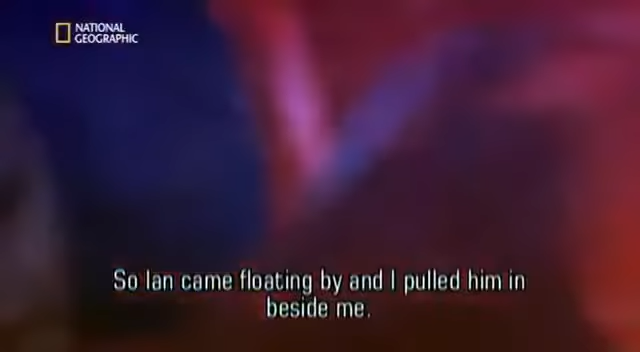 NATIONAL
GEOGRAPHIC
So Ian came floating by and I pulled him in
beside me.